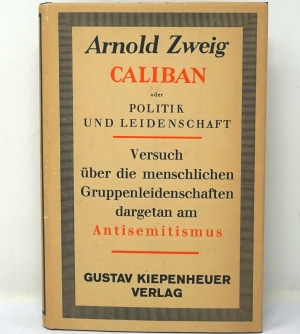 Arnold Zweig
CALIBAN
oder
POLITIK
UND LEIDENSCHAFT
Versuch
über die menschlichen
Gruppenleidenschaften
dargetan am
Antisemitismus
GUSTAV KIEPENHEUER
VERLAG